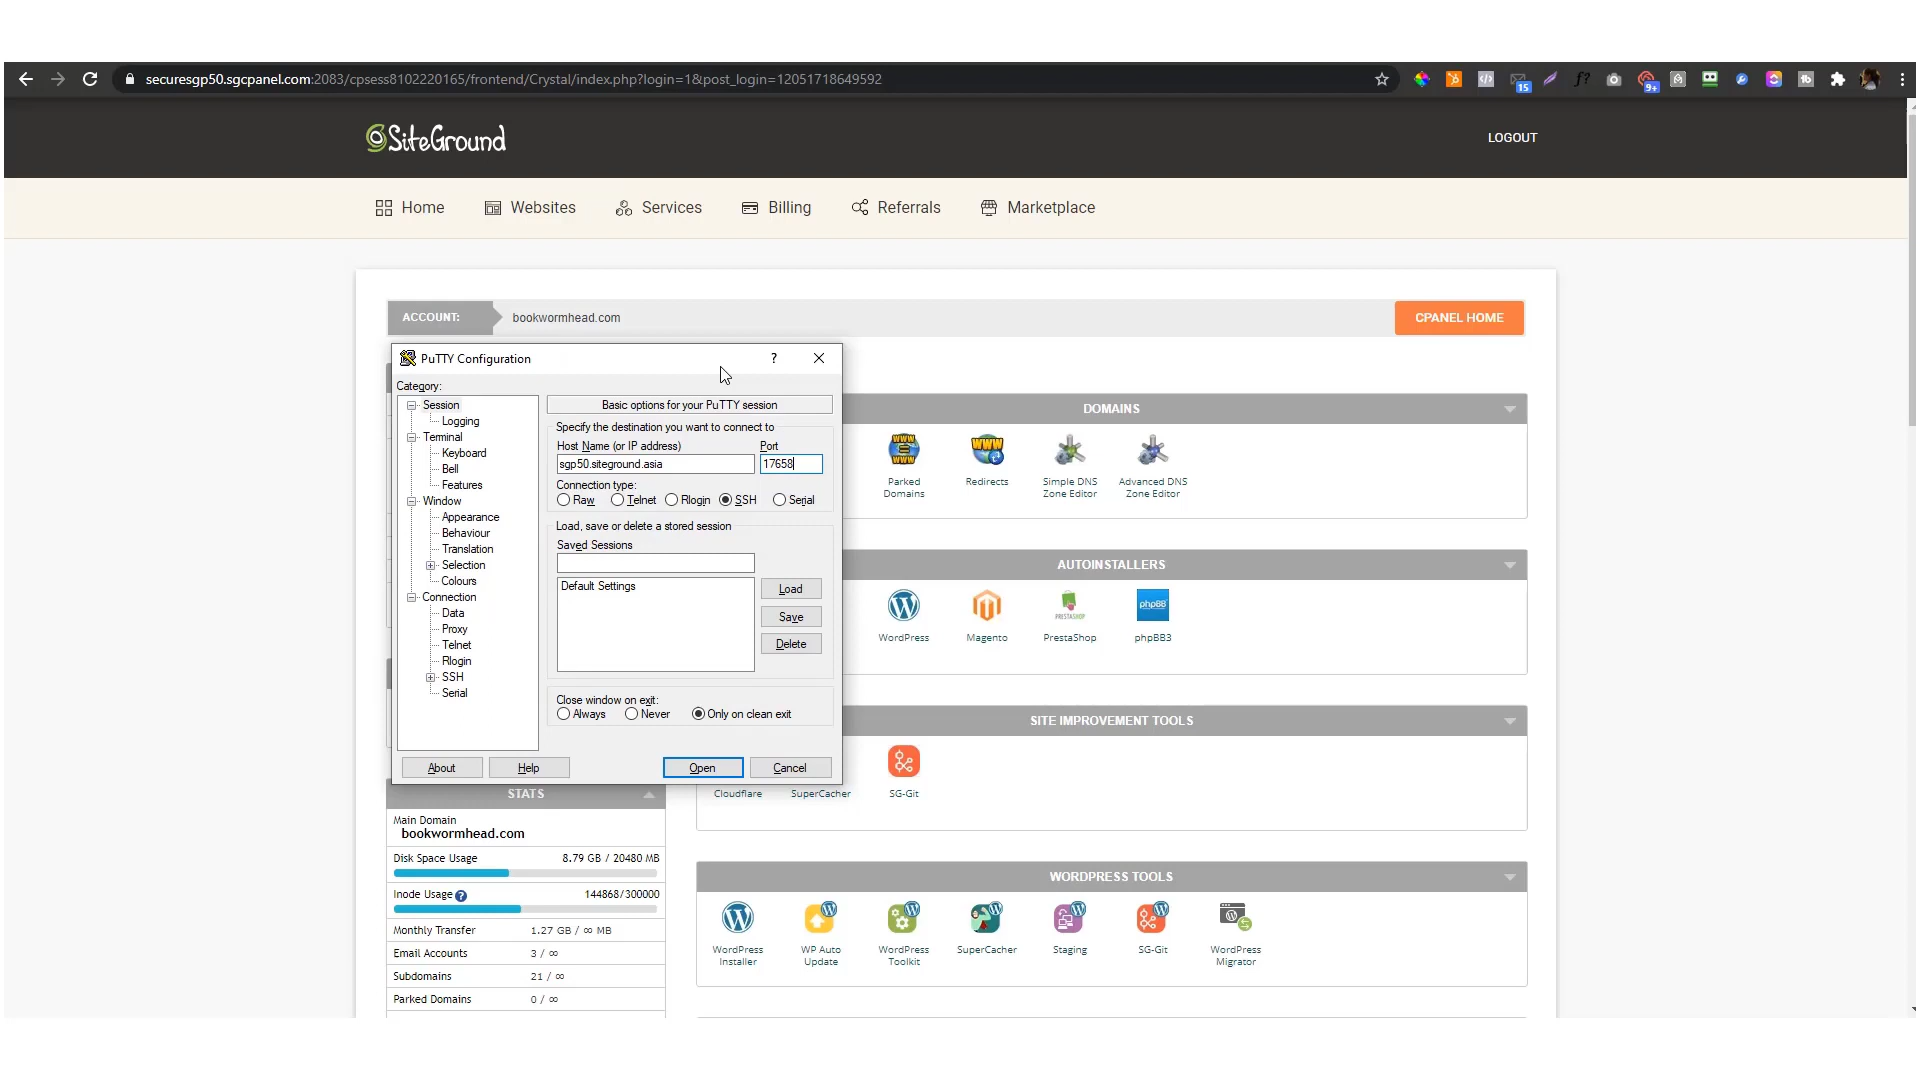 securesgp50.sgcpanel.com:2083/cpsess8102220165/frontend/Crystal/index.php?login=1&post_login=12051718649592
15
f?
9+
SiteGround
LOGOUT
Home
Websites
Services
Billing
Referrals
Marketplace
ACCOUNT:
bookwormhead.com
CPANEL HOME
PuTTY Configuration
?
Category:
Session
Logging
Terminal
Keyboard
Bell
Features
Window
Appearance
Behaviour
Translation
Selection
Colours
Connection
Data
Proxy
Telnet
Rlogin
SSH
Serial
Basic options for your PuTTY session
Specify the destination you want to connect to
Host Name (or IP address)
Port
sgp50.siteground.asia
17658
Connection type:
Raw
Telnet
Rlogin
SSH
Serial
Load, save or delete a stored session
Saved Sessions
Default Settings
Load
Save
Delete
Close window on exit:
Always
Never
Only on clean exit
About
Help
Open
Cancel
DOMAINS
Parked
Domains
Redirects
Simple DNS
Zone Editor
Advanced DNS
Zone Editor
AUTOINSTALLERS
WordPress
Magento
PRESTASHOP
PrestaShop
phpBB
phpBB3
SITE IMPROVEMENT TOOLS
Cloudflare
SuperCacher
SG-Git
STATS
Main Domain
bookwormhead.com
Disk Space Usage
8.79 GB / 20480 MB
Inode Usage ?
144868/300000
Monthly Transfer
1.27 GB / ∞ MB
Email Accounts
3 / ∞
Subdomains
21 / ∞
Parked Domains
0 / ∞
WORDPRESS TOOLS
WordPress
Installer
WP Auto
Update
WordPress
Toolkit
SuperCacher
Staging
SG-Git
WordPress
Migrator